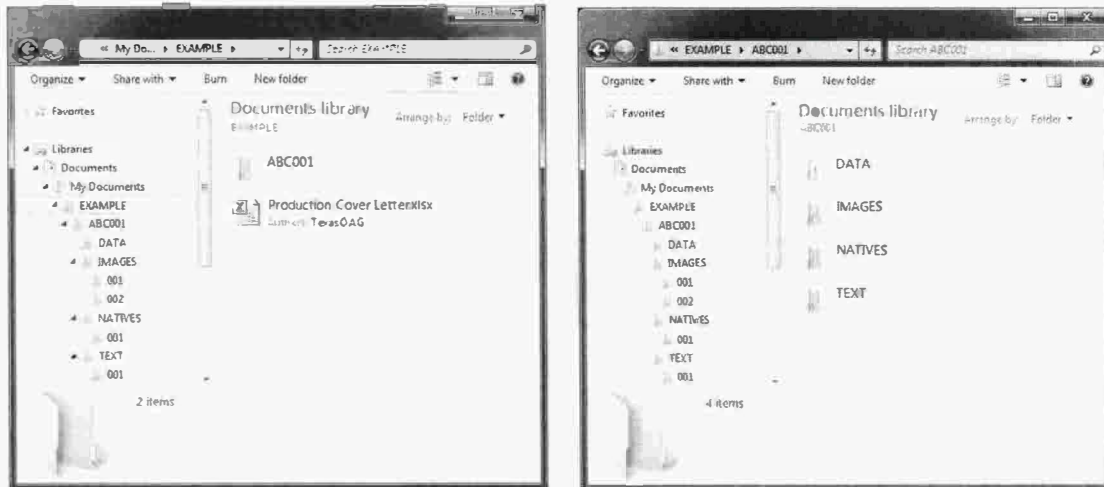 « My Do... ▸ EXAMPLE ▸
Search EXAMPLE
Organize ▾ Share with ▾ Burn New folder
Favorites
Libraries
Documents
My Documents
EXAMPLE
ABC001
DATA
IMAGES
001
002
NATIVES
001
TEXT
001
Documents library
EXAMPLE
Arrange by: Folder ▾
ABC001
Production Cover Letter.xlsx
Authors: TexasOAG
2 items
« EXAMPLE ▸ ABC001 ▸
Search ABC001
Organize ▾ Share with ▾ Burn New folder
Favorites
Libraries
Documents
My Documents
EXAMPLE
ABC001
DATA
IMAGES
001
002
NATIVES
001
TEXT
001
Documents library
ABC001
Arrange by: Folder ▾
DATA
IMAGES
NATIVES
TEXT
4 items